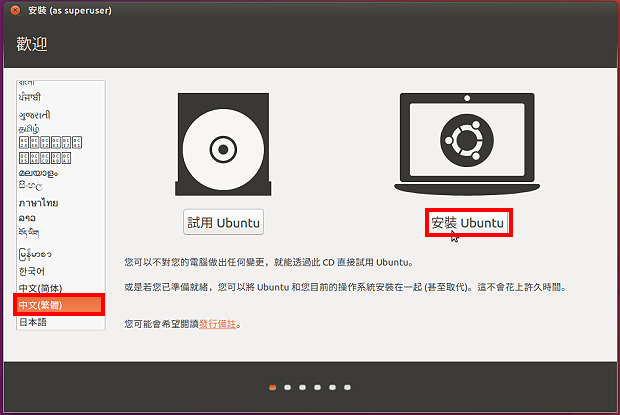 安裝 (as superuser)
歡迎
ਪੰਜਾਬੀ
ગુજરાતી
தமிழ்
മലയാളം
සිංහල
ภาษาไทย
ລາວ
မြန်မာစာ
한국어
中文(简体)
中文(繁體)
日本語
試用 Ubuntu
安裝 Ubuntu
您可以不對您的電腦做出任何變更，就能透過此 CD 直接試用 Ubuntu。
或是若您已準備就緒，您可以將 Ubuntu 和您目前的操作系統安裝在一起 (甚至取代)。這不會花上許久時間。
您可能會希望閱讀發行備註。